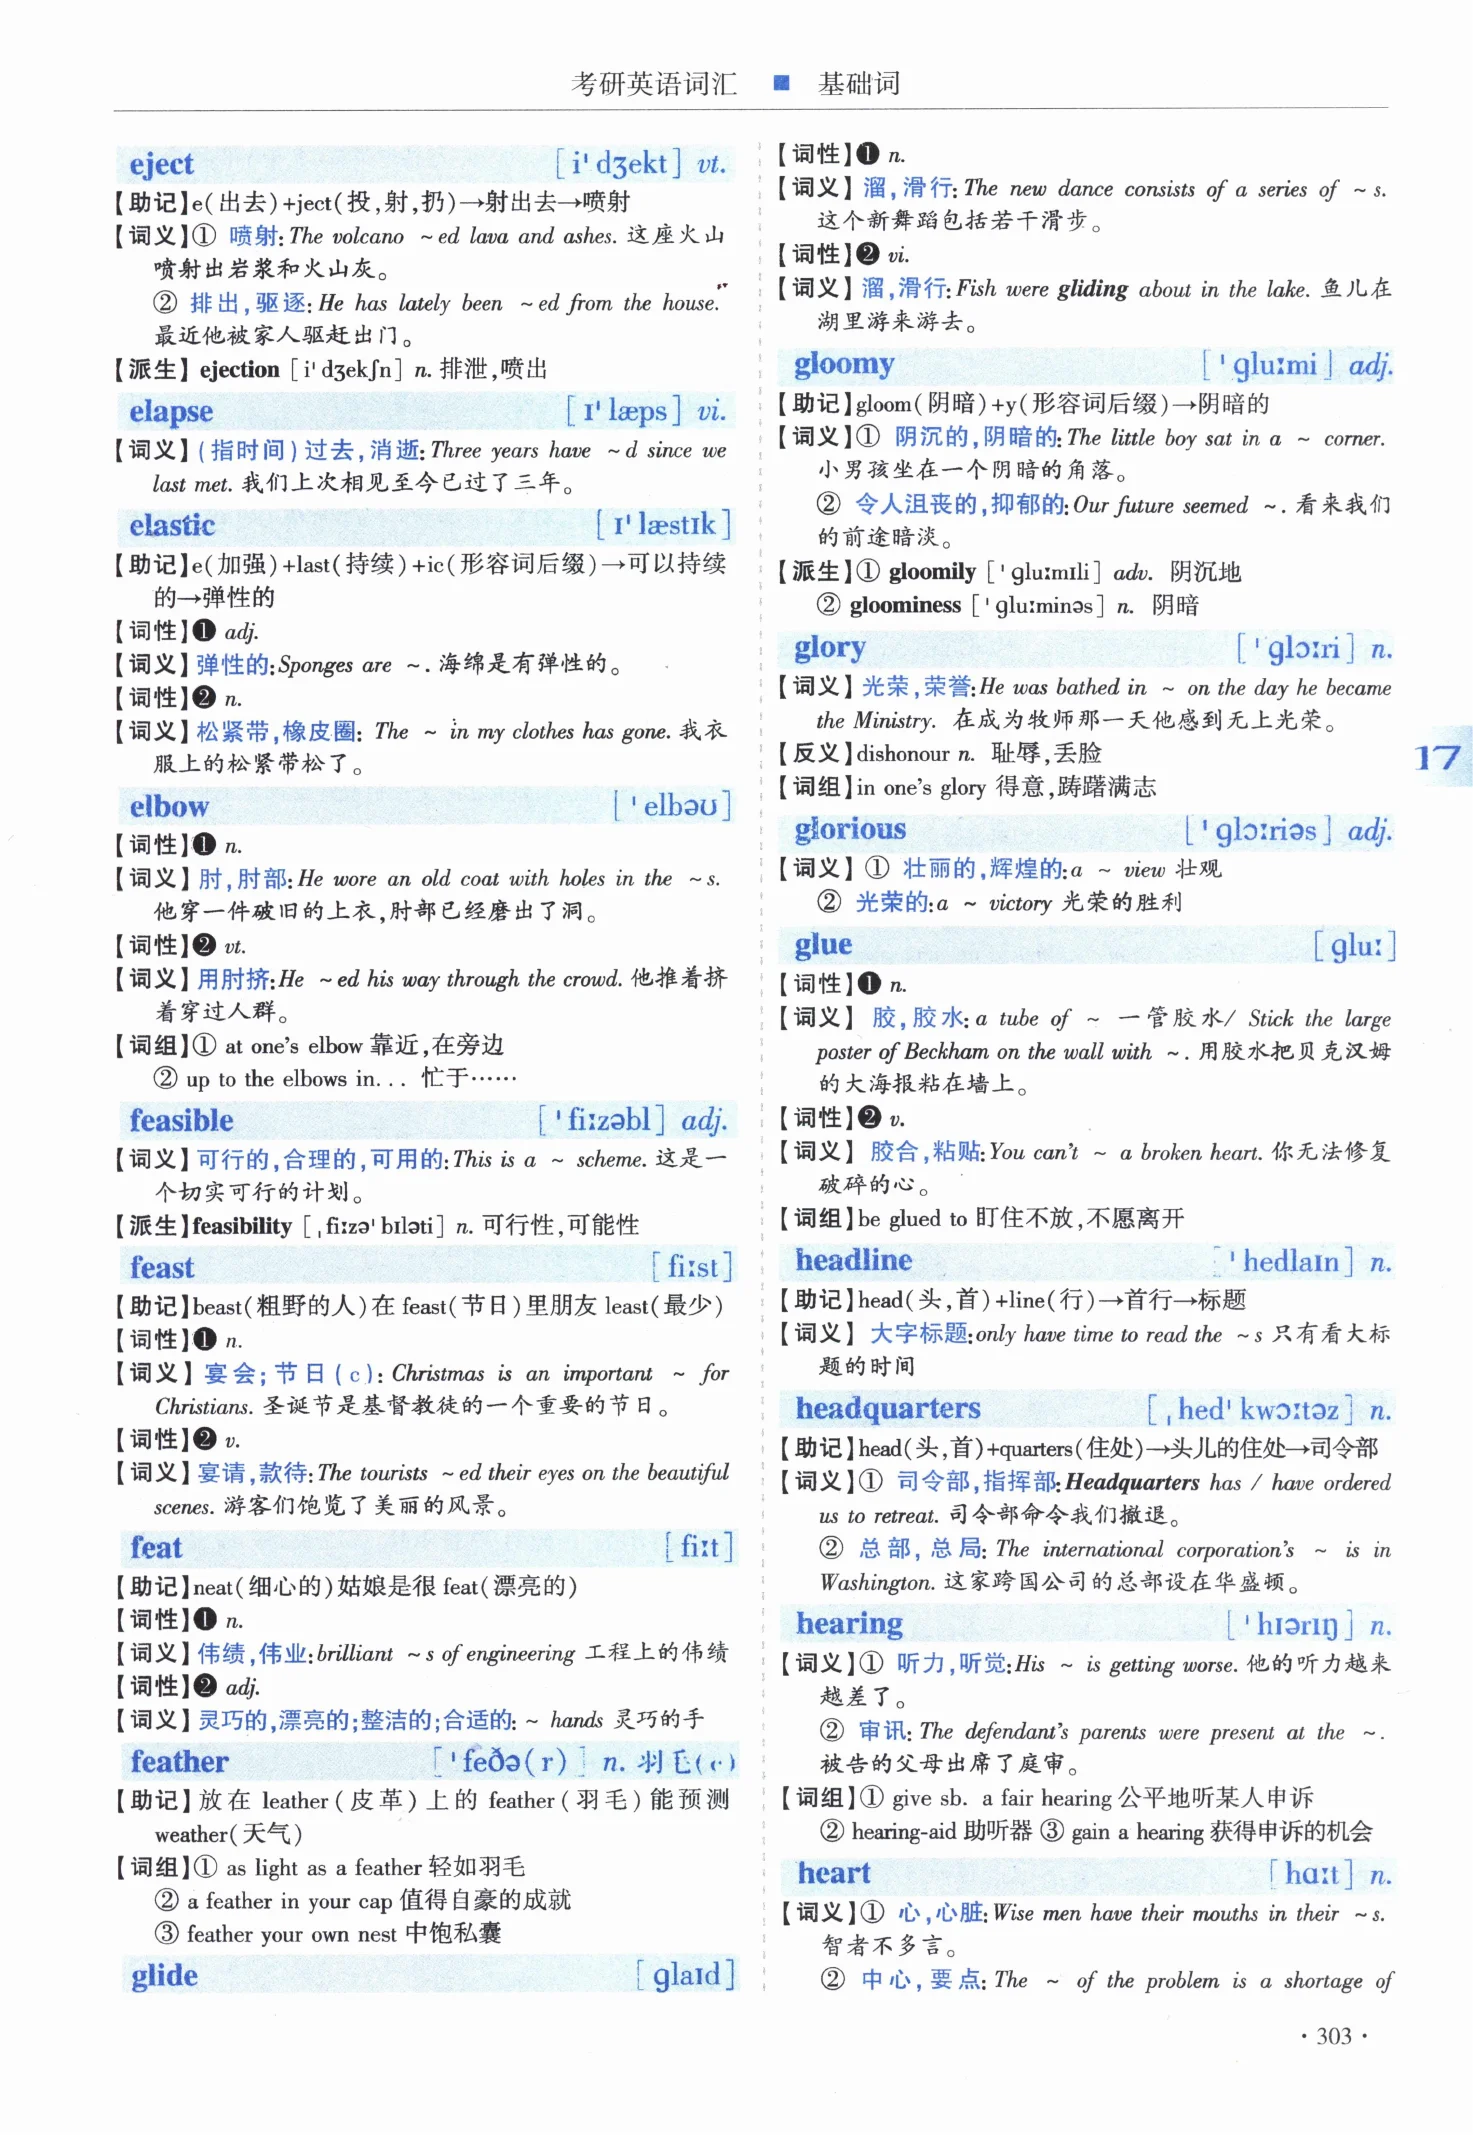 考研英语词汇 ■ 基础词
eject [iˈdʒekt] vt.
【助记】e(出去)+ject(投,射,扔)→射出去→喷射
【词义】① 喷射: The volcano ~ed lava and ashes. 这座火山
喷射出岩浆和火山灰。
② 排出,驱逐: He has lately been ~ed from the house.
最近他被家人驱赶出门。
【派生】 ejection [iˈdʒekʃn] n. 排泄,喷出
elapse [ɪˈlæps] vi.
【词义】(指时间)过去,消逝: Three years have ~d since we
last met. 我们上次相见至今已过了三年。
elastic [ɪˈlæstɪk]
【助记】e(加强)+last(持续)+ic(形容词后缀)→可以持续
的→弹性的
【词性】❶ adj.
【词义】弹性的: Sponges are ~. 海绵是有弹性的。
【词性】❷ n.
【词义】松紧带,橡皮圈: The ~ in my clothes has gone. 我衣
服上的松紧带松了。
elbow [ˈelbəʊ]
【词性】❶ n.
【词义】肘,肘部: He wore an old coat with holes in the ~s.
他穿一件破旧的上衣,肘部已经磨出了洞。
【词性】❷ vt.
【词义】用肘挤: He ~ed his way through the crowd. 他推着挤
着穿过人群。
【词组】① at one's elbow 靠近,在旁边
② up to the elbows in... 忙于……
feasible [ˈfiːzəbl] adj.
【词义】可行的,合理的,可用的: This is a ~ scheme. 这是一
个切实可行的计划。
【派生】feasibility [ˌfiːzəˈbɪləti] n. 可行性,可能性
feast [fiːst]
【助记】beast(粗野的人)在 feast(节日)里朋友 least(最少)
【词性】❶ n.
【词义】宴会;节日(c): Christmas is an important ~ for
Christians. 圣诞节是基督教徒的一个重要的节日。
【词性】❷ v.
【词义】宴请,款待: The tourists ~ed their eyes on the beautiful
scenes. 游客们饱览了美丽的风景。
feat [fiːt]
【助记】neat(细心的)姑娘是很 feat(漂亮的)
【词性】❶ n.
【词义】伟绩,伟业: brilliant ~s of engineering 工程上的伟绩
【词性】❷ adj.
【词义】灵巧的,漂亮的;整洁的;合适的: ~ hands 灵巧的手
feather [ˈfeðə(r)] n. 羽毛
【助记】放在 leather(皮革)上的 feather(羽毛)能预测
weather(天气)
【词组】① as light as a feather 轻如羽毛
② a feather in your cap 值得自豪的成就
③ feather your own nest 中饱私囊
glide [glaɪd]
【词性】❶ n.
【词义】溜,滑行: The new dance consists of a series of ~s.
这个新舞蹈包括若干滑步。
【词性】❷ vi.
【词义】溜,滑行: Fish were gliding about in the lake. 鱼儿在
湖里游来游去。
gloomy [ˈgluːmi] adj.
【助记】gloom(阴暗)+y(形容词后缀)→阴暗的
【词义】① 阴沉的,阴暗的: The little boy sat in a ~ corner.
小男孩坐在一个阴暗的角落。
② 令人沮丧的,抑郁的: Our future seemed ~. 看来我们
的前途暗淡。
【派生】① gloomily [ˈgluːmɪli] adv. 阴沉地
② gloominess [ˈgluːminəs] n. 阴暗
glory [ˈglɔːri] n.
【词义】光荣,荣誉: He was bathed in ~ on the day he became
the Ministry. 在成为牧师那一天他感到无上光荣。
【反义】dishonour n. 耻辱,丢脸
【词组】in one's glory 得意,踌躇满志
17
glorious [ˈglɔːriəs] adj.
【词义】① 壮丽的,辉煌的: a ~ view 壮观
② 光荣的: a ~ victory 光荣的胜利
glue [gluː]
【词性】❶ n.
【词义】 胶,胶水: a tube of ~ 一管胶水/ Stick the large
poster of Beckham on the wall with ~. 用胶水把贝克汉姆
的大海报粘在墙上。
【词性】❷ v.
【词义】 胶合,粘贴: You can't ~ a broken heart. 你无法修复
破碎的心。
【词组】be glued to 盯住不放,不愿离开
headline [ˈhedlaɪn] n.
【助记】head(头,首)+line(行)→首行→标题
【词义】 大字标题: only have time to read the ~s 只有看大标
题的时间
headquarters [ˌhedˈkwɔːtəz] n.
【助记】head(头,首)+quarters(住处)→头儿的住处→司令部
【词义】① 司令部,指挥部: Headquarters has / have ordered
us to retreat. 司令部命令我们撤退。
② 总部,总局: The international corporation's ~ is in
Washington. 这家跨国公司的总部设在华盛顿。
hearing [ˈhɪərɪŋ] n.
【词义】① 听力,听觉: His ~ is getting worse. 他的听力越来
越差了。
② 审讯: The defendant's parents were present at the ~.
被告的父母出席了庭审。
【词组】① give sb. a fair hearing 公平地听某人申诉
② hearing-aid 助听器 ③ gain a hearing 获得申诉的机会
heart [hɑːt] n.
【词义】① 心,心脏: Wise men have their mouths in their ~s.
智者不多言。
② 中心,要点: The ~ of the problem is a shortage of
· 303 ·